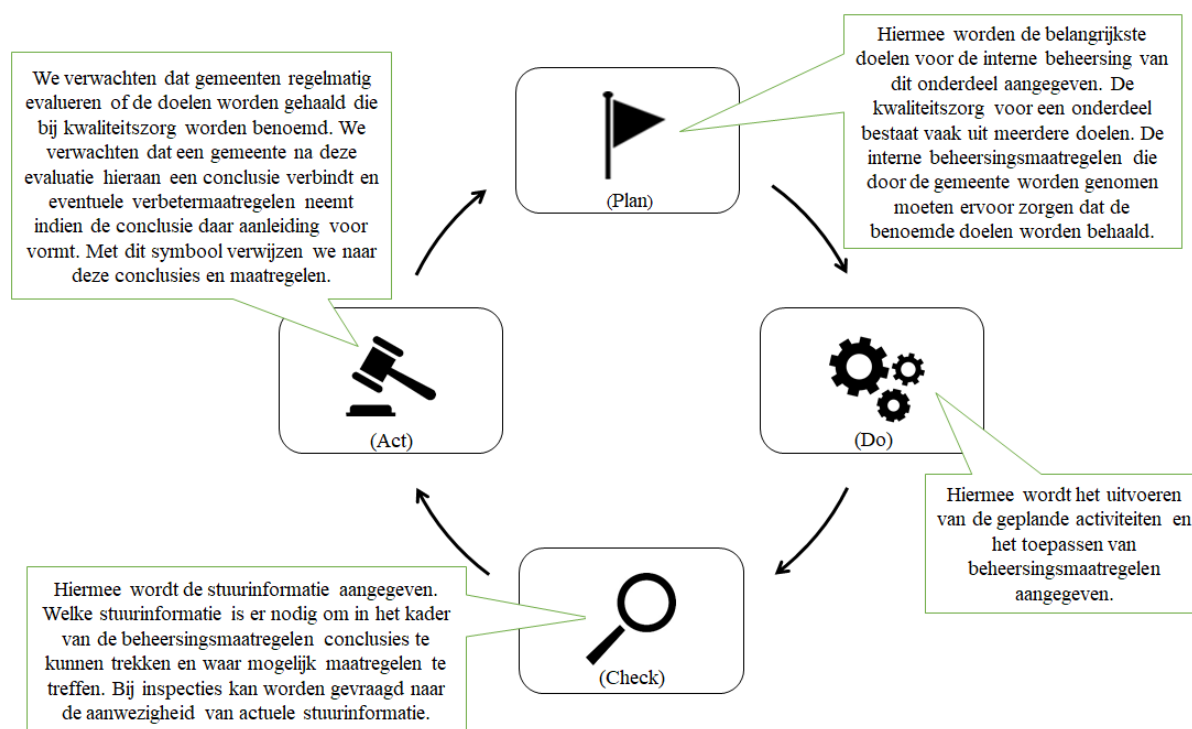 We verwachten dat gemeenten regelmatig
evalueren of de doelen worden gehaald die
bij kwaliteitszorg worden benoemd. We
verwachten dat een gemeente na deze
evaluatie hieraan een conclusie verbindt en
eventuele verbetermaatregelen neemt
indien de conclusie daar aanleiding voor
vormt. Met dit symbool verwijzen we naar
deze conclusies en maatregelen.
(Plan)
Hiermee worden de belangrijkste
doelen voor de interne beheersing van
dit onderdeel aangegeven. De
kwaliteitszorg voor een onderdeel
bestaat vaak uit meerdere doelen. De
interne beheersingsmaatregelen die
door de gemeente worden genomen
moeten ervoor zorgen dat de
benoemde doelen worden behaald.
(Act)
(Do)
Hiermee wordt het uitvoeren
van de geplande activiteiten en
het toepassen van
beheersingsmaatregelen
aangegeven.
Hiermee wordt de stuurinformatie aangegeven.
Welke stuurinformatie is er nodig om in het kader
van de beheersingsmaatregelen conclusies te
kunnen trekken en waar mogelijk maatregelen te
treffen. Bij inspecties kan worden gevraagd naar
de aanwezigheid van actuele stuurinformatie.
(Check)